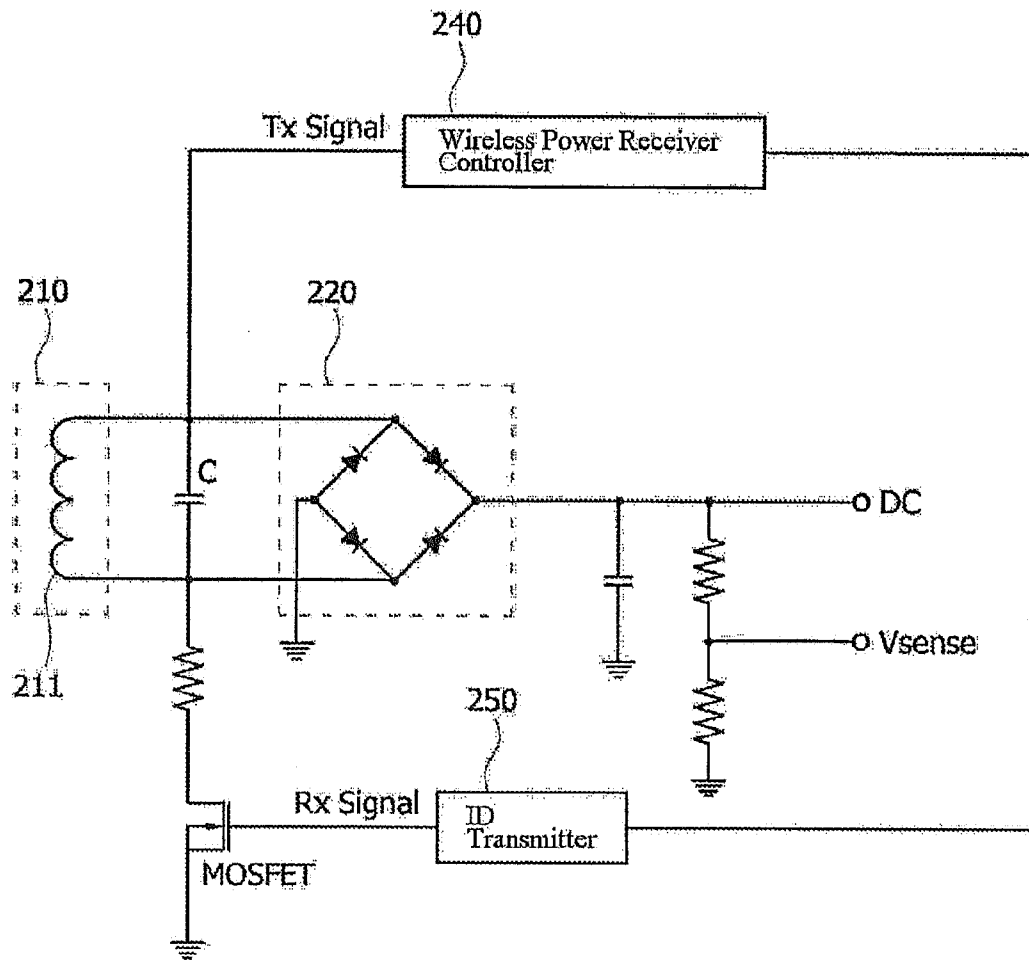 240
Tx Signal
Wireless Power Receiver
Controller
210
220
C
DC
Vsense
211
250
Rx Signal
ID
Transmitter
MOSFET